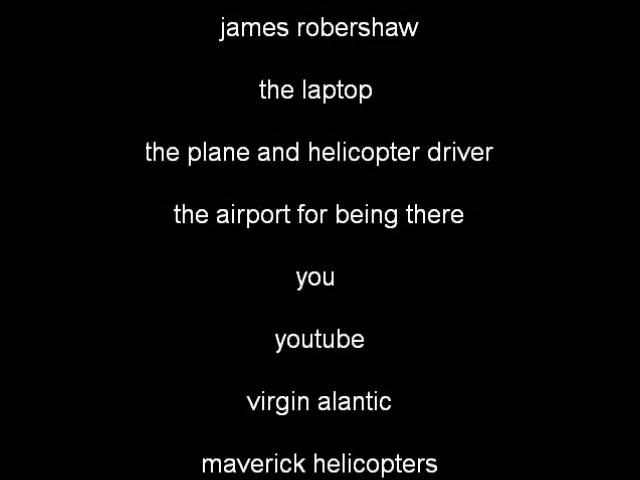 james robershaw
the laptop
the plane and helicopter driver
the airport for being there
you
youtube
virgin alantic
maverick helicopters